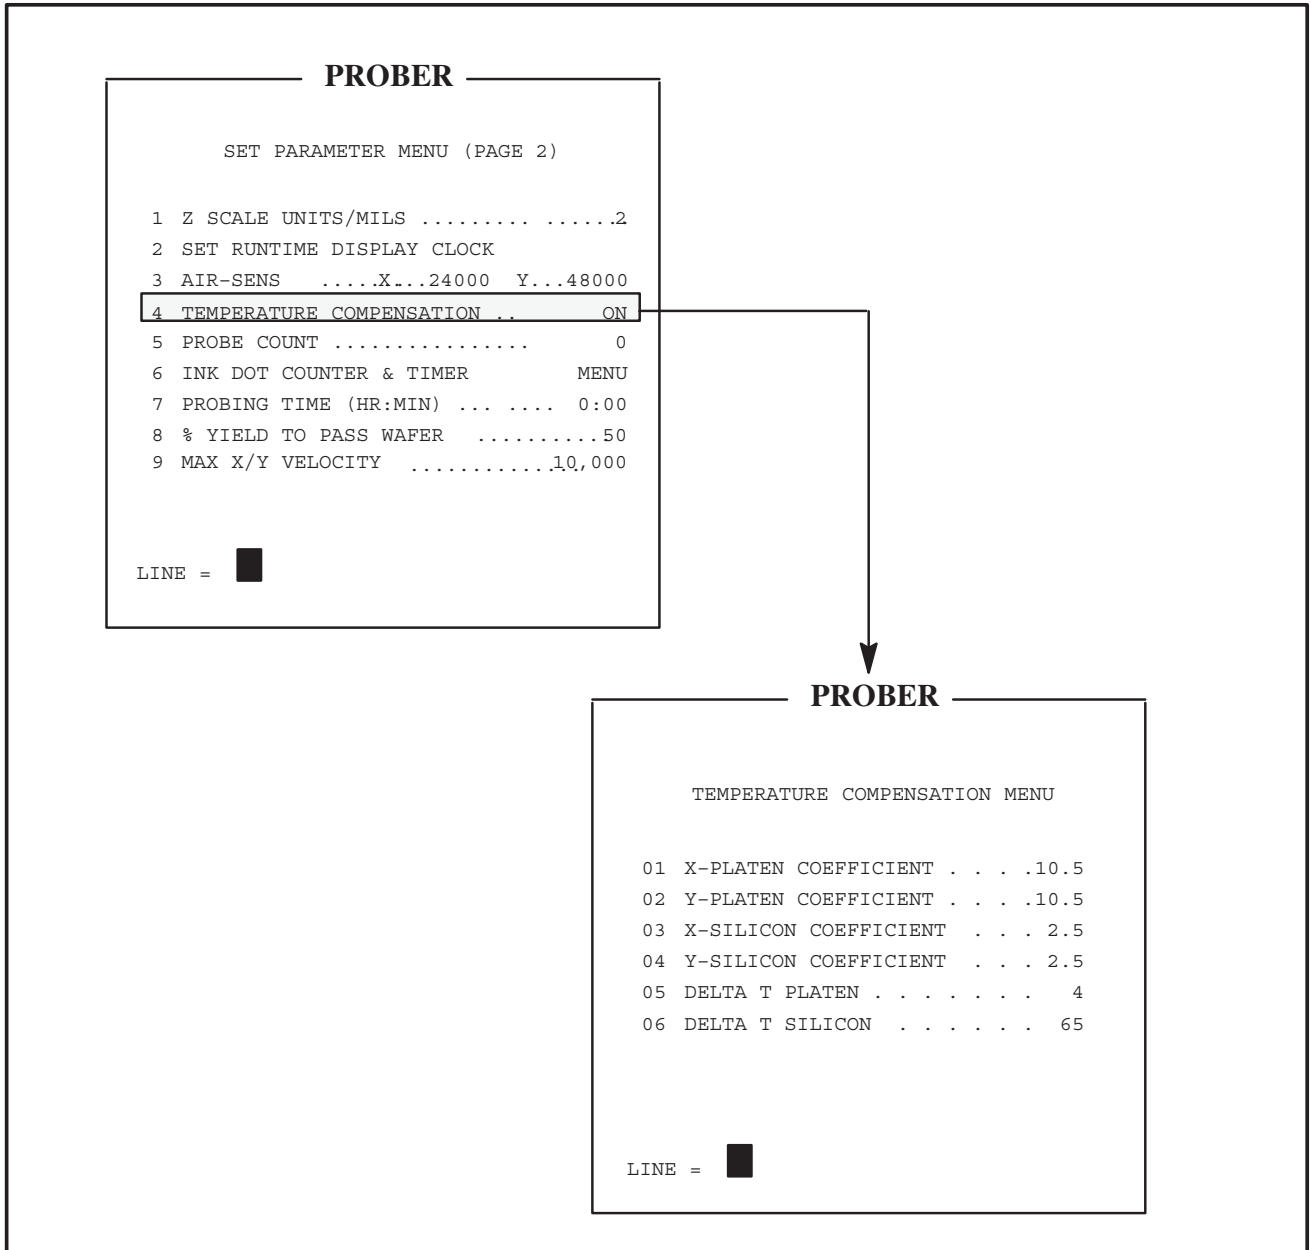 PROBER
SET PARAMETER MENU (PAGE 2)
1 Z SCALE UNITS/MILS ......... ......2
2 SET RUNTIME DISPLAY CLOCK
3 AIR-SENS .....X....24000 Y...48000
4 TEMPERATURE COMPENSATION .. ON
5 PROBE COUNT ................ 0
6 INK DOT COUNTER & TIMER MENU
7 PROBING TIME (HR:MIN) ... .... 0:00
8 % YIELD TO PASS WAFER ..........50
9 MAX X/Y VELOCITY ..............10,000
LINE =
PROBER
TEMPERATURE COMPENSATION MENU
01 X-PLATEN COEFFICIENT . . . .10.5
02 Y-PLATEN COEFFICIENT . . . .10.5
03 X-SILICON COEFFICIENT . . . 2.5
04 Y-SILICON COEFFICIENT . . . 2.5
05 DELTA T PLATEN . . . . . . . 4
06 DELTA T SILICON . . . . . . 65
LINE =